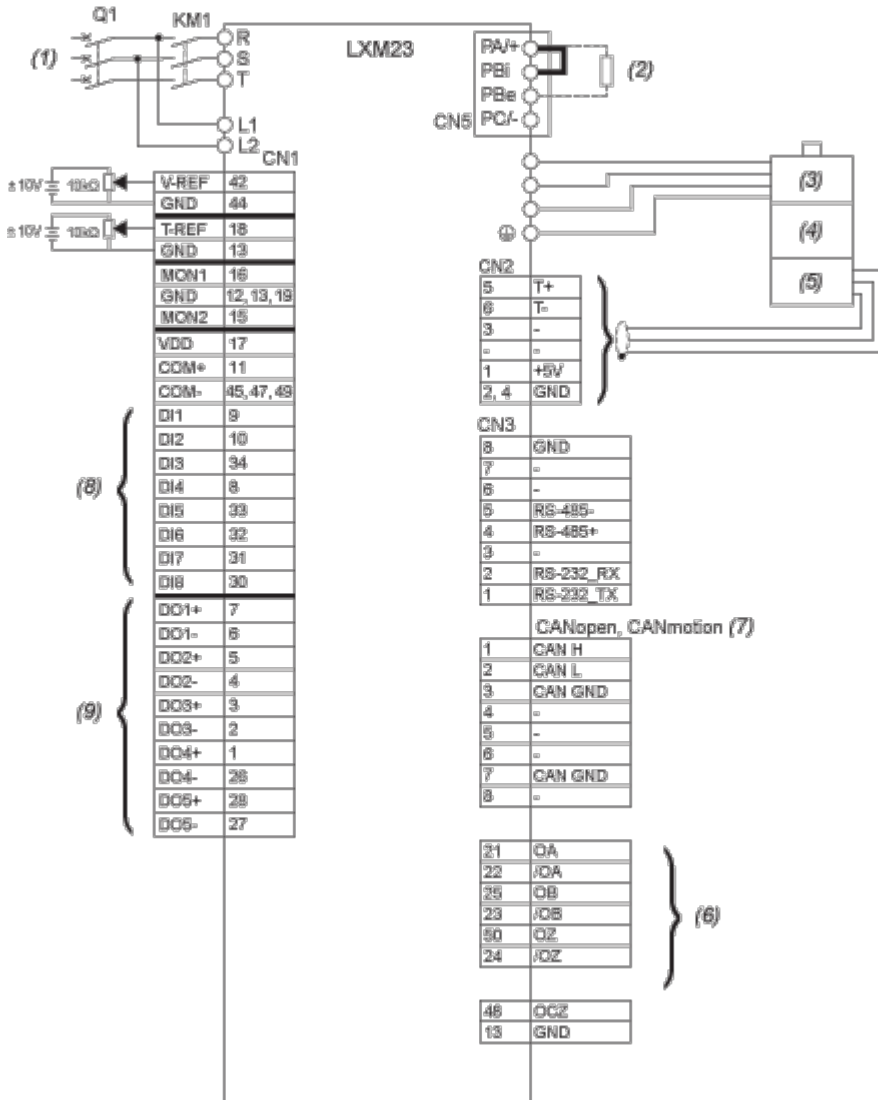 Q1
KM1
(1)
R
S
T
L1
L2
LXM23
PA/+
PBi
PBe
PC/-
CN5
(2)
CN1
±10V 10kΩ
V-REF 42
GND 44
±10V 10kΩ
T-REF 18
GND 13
MON1 16
GND 12, 13, 19
MON2 15
VDD 17
COM+ 11
COM- 45, 47, 49
(8)
DI1 9
DI2 10
DI3 34
DI4 8
DI5 33
DI6 32
DI7 31
DI8 30
(9)
DO1+ 7
DO1- 6
DO2+ 5
DO2- 4
DO3+ 3
DO3- 2
DO4+ 1
DO4- 26
DO5+ 28
DO5- 27
(3)
(4)
(5)
CN2
5 T+
6 T-
3 -
- -
1 +5V
2, 4 GND
CN3
8 GND
7 -
6 -
5 RS-485-
4 RS-485+
3 -
2 RS-232_RX
1 RS-232_TX
CANopen, CANmotion (7)
1 CAN H
2 CAN L
3 CAN GND
4 -
5 -
6 -
7 CAN GND
8 -
21 OA
22 /OA
25 OB
23 /OB
50 OZ
24 /OZ
(6)
48 OCZ
13 GND